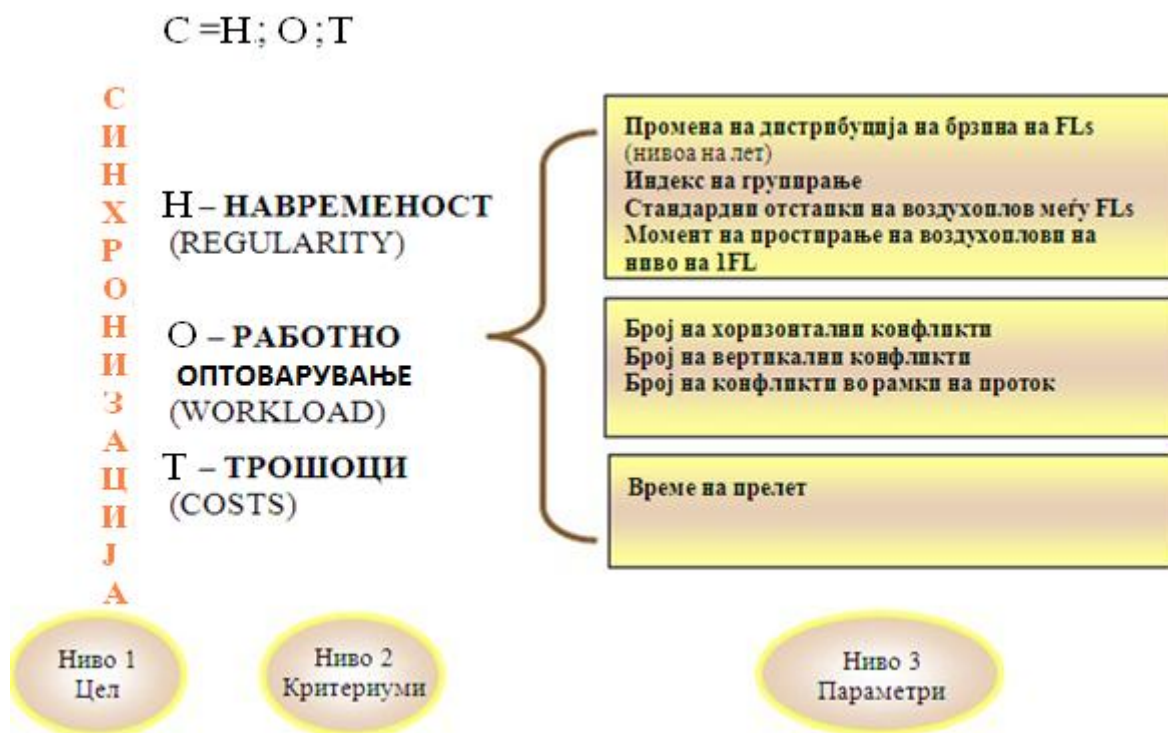 С =Н ; О ; Т
СИНХРОНИЗАЦИЈА
Н – НАВРЕМЕНОСТ
(REGULARITY)
О – РАБОТНО
ОПТОВАРУВАЊЕ
(WORKLOAD)
Т – ТРОШОЦИ
(COSTS)
Промена на дистрибуција на брзина на FLs
(нивоа на лет)
Индекс на групирање
Стандардни отстапки на воздухоплов меѓу FLs
Момент на простирање на воздухоплови на
ниво на 1FL
Број на хоризонтални конфликти
Број на вертикални конфликти
Број на конфликти во рамки на проток
Време на прелет
Ниво 1
Цел
Ниво 2
Критериуми
Ниво 3
Параметри